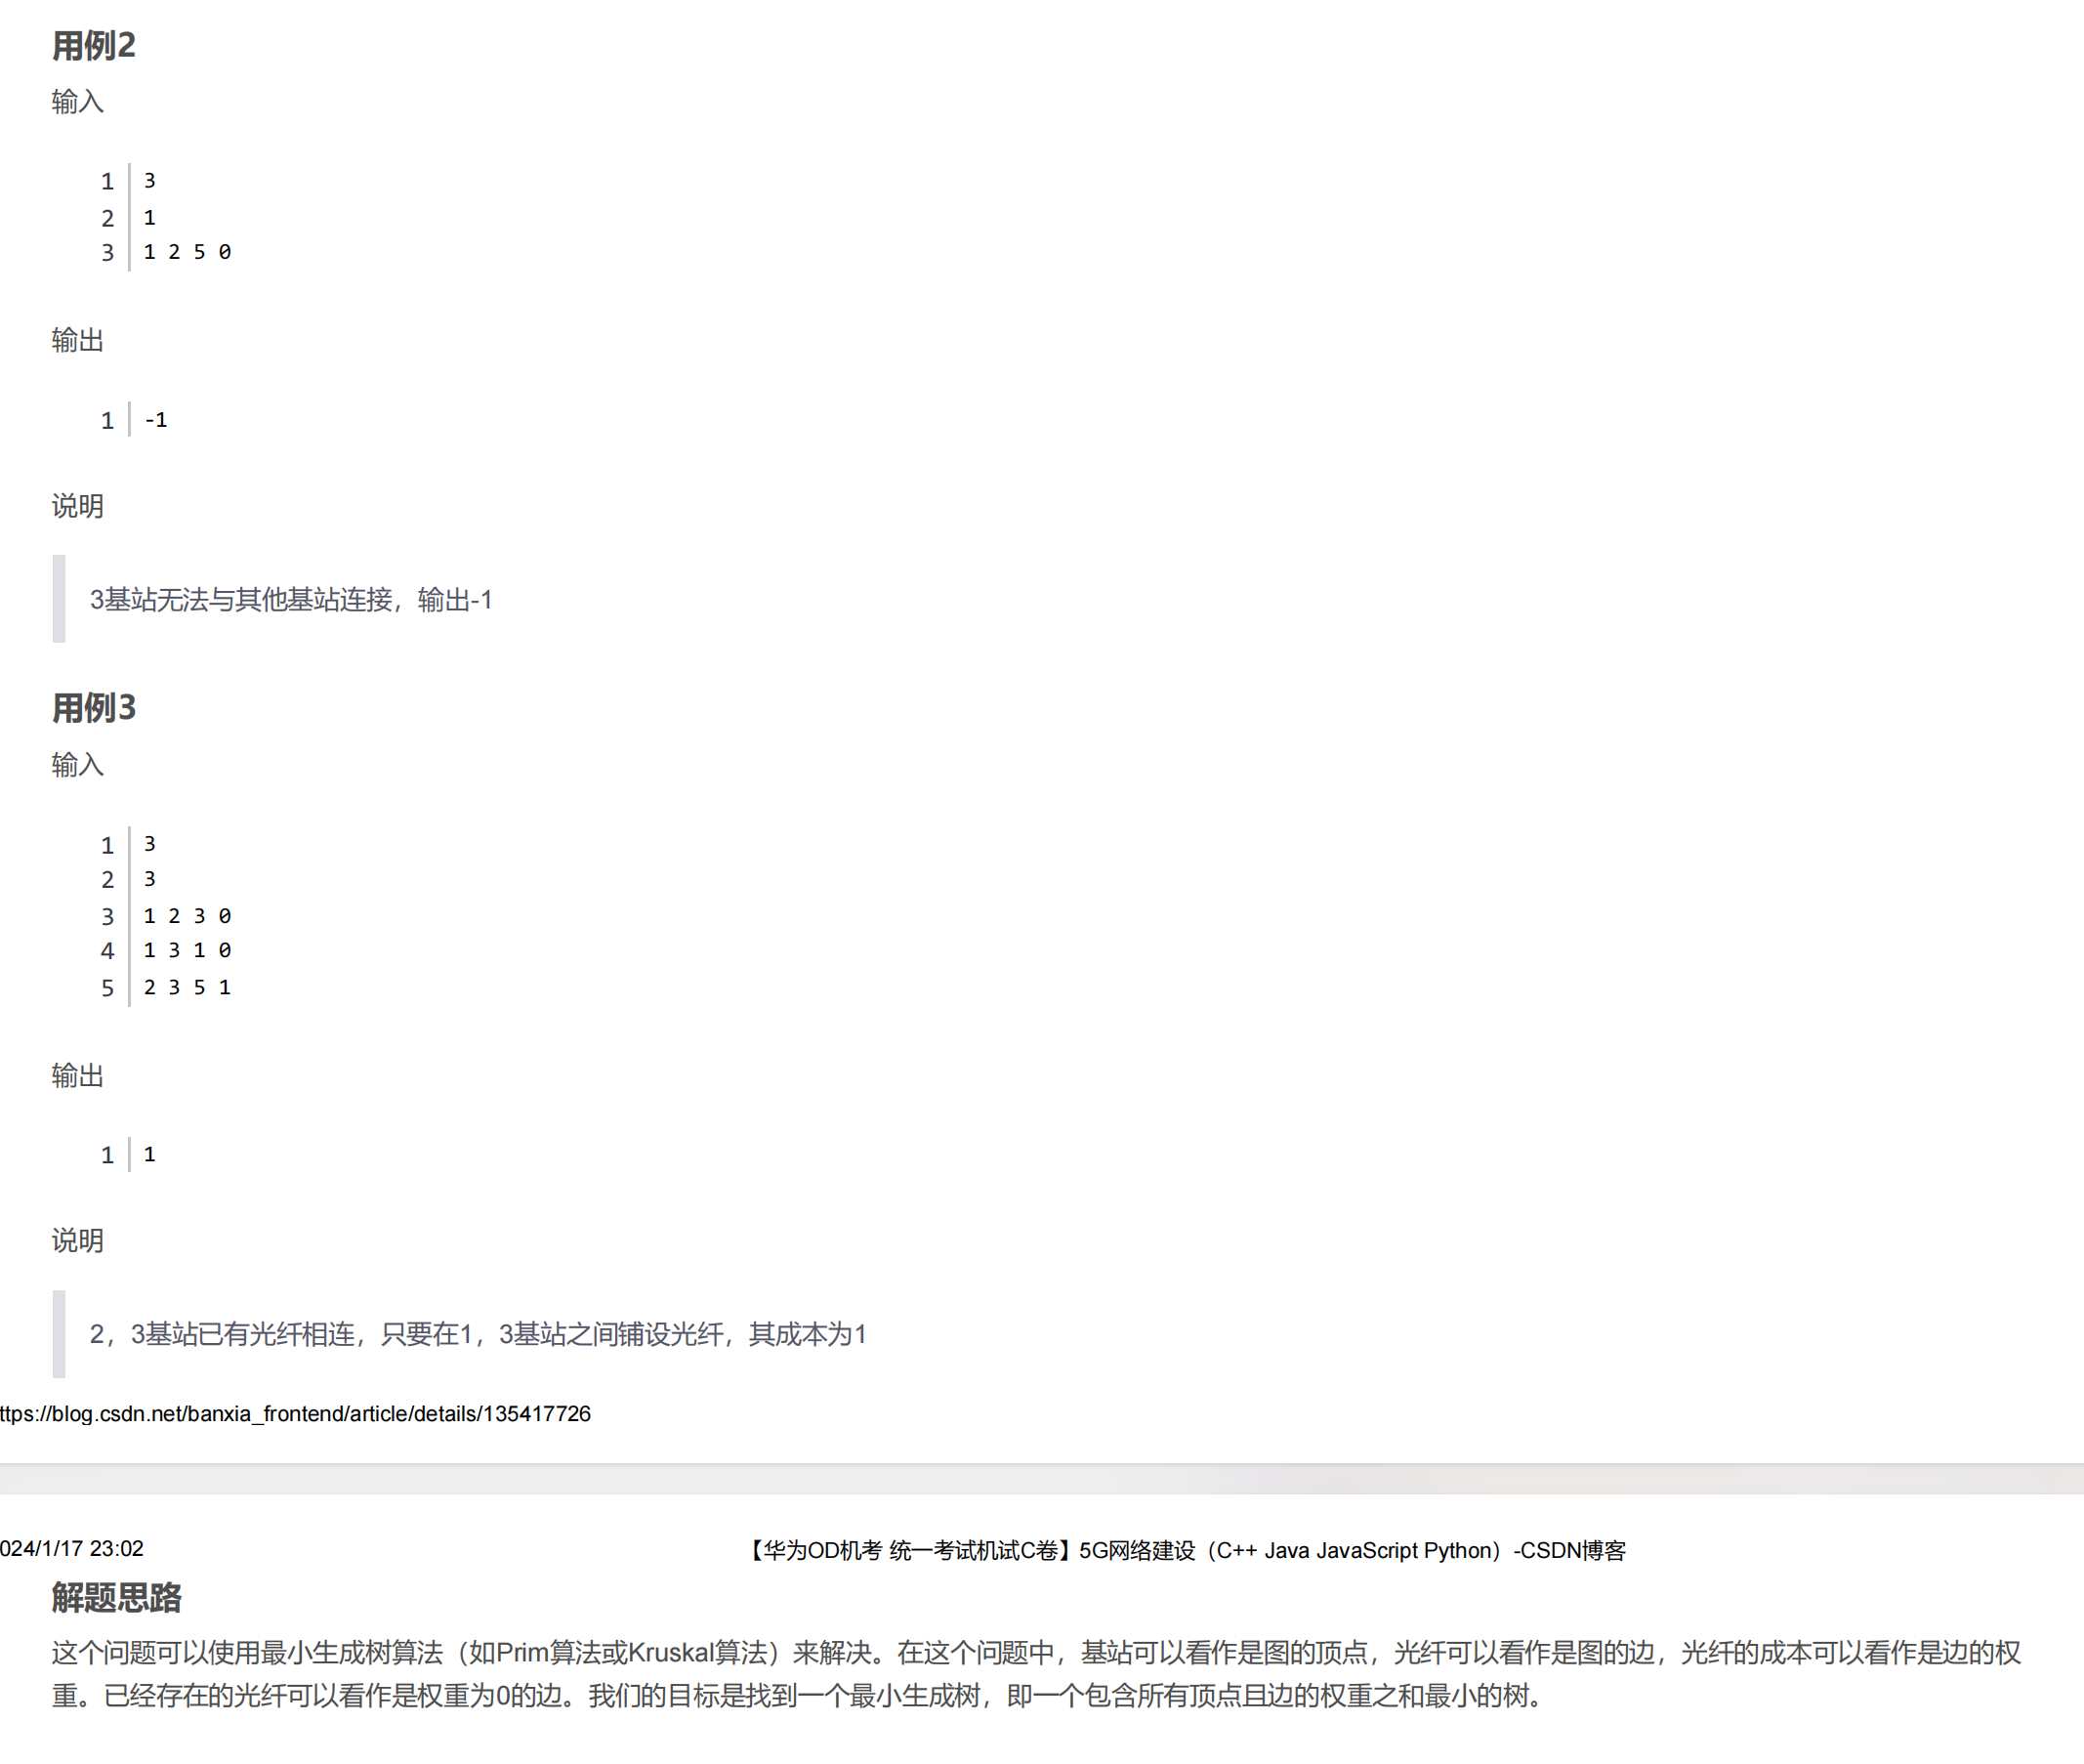 用例2
输入
1 3
2 1
3 1 2 5 0
输出
1 -1
说明
3基站无法与其他基站连接，输出-1
用例3
输入
1 3
2 3
3 1 2 3 0
4 1 3 1 0
5 2 3 5 1
输出
1 1
说明
2，3基站已有光纤相连，只要在1，3基站之间铺设光纤，其成本为1
ttps://blog.csdn.net/banxia_frontend/article/details/135417726
024/1/17 23:02
【华为OD机考 统一考试机试C卷】5G网络建设（C++ Java JavaScript Python）-CSDN博客
解题思路
这个问题可以使用最小生成树算法（如Prim算法或Kruskal算法）来解决。在这个问题中，基站可以看作是图的顶点，光纤可以看作是图的边，光纤的成本可以看作是边的权
重。已经存在的光纤可以看作是权重为0的边。我们的目标是找到一个最小生成树，即一个包含所有顶点且边的权重之和最小的树。